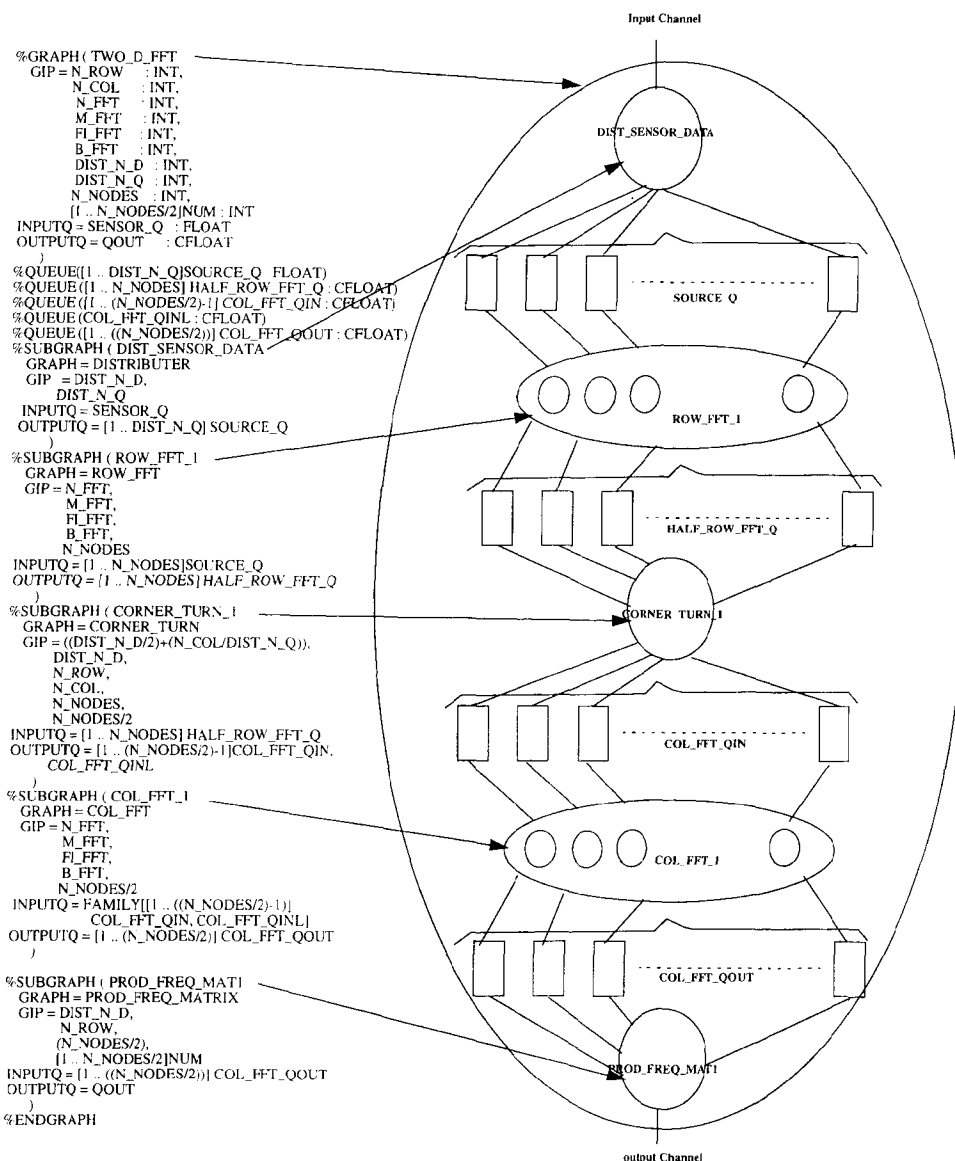 Input Channel
%GRAPH ( TWO_D_FFT
GIP = N_ROW : INT,
N_COL : INT,
N_FFT : INT,
M_FFT : INT,
FI_FFT : INT,
B_FFT : INT,
DIST_N_D : INT,
DIST_N_Q : INT,
N_NODES : INT,
[1 .. N_NODES/2]NUM : INT
INPUTQ = SENSOR_Q : FLOAT
OUTPUTQ = QOUT : CFLOAT
)
%QUEUE([1 .. DIST_N_Q]SOURCE_Q FLOAT)
%QUEUE([1 .. N_NODES] HALF_ROW_FFT_Q : CFLOAT)
%QUEUE([1 .. (N_NODES/2)-1] COL_FFT_QIN : CFLOAT)
%QUEUE (COL_FFT_QINL : CFLOAT)
%QUEUE ([1 .. ((N_NODES/2))] COL_FFT_QOUT : CFLOAT)
%SUBGRAPH ( DIST_SENSOR_DATA
GRAPH = DISTRIBUTER
GIP = DIST_N_D,
DIST_N_Q
INPUTQ = SENSOR_Q
OUTPUTQ = [1 .. DIST_N_Q] SOURCE_Q
)
%SUBGRAPH ( ROW_FFT_1
GRAPH = ROW_FFT
GIP = N_FFT,
M_FFT,
FI_FFT,
B_FFT,
N_NODES
INPUTQ = [1 .. N_NODES]SOURCE_Q
OUTPUTQ = [1 .. N_NODES] HALF_ROW_FFT_Q
)
%SUBGRAPH ( CORNER_TURN_1
GRAPH = CORNER_TURN
GIP = ((DIST_N_D/2)+(N_COL/DIST_N_Q)),
DIST_N_D,
N_ROW,
N_COL,
N_NODES,
N_NODES/2
INPUTQ = [1 .. N_NODES] HALF_ROW_FFT_Q
OUTPUTQ = [1 .. (N_NODES/2)-1]COL_FFT_QIN,
COL_FFT_QINL
)
%SUBGRAPH ( COL_FFT_1
GRAPH = COL_FFT
GIP = N_FFT,
M_FFT,
FI_FFT,
B_FFT,
N_NODES/2
INPUTQ = FAMILY[[1 .. ((N_NODES/2)-1)]
COL_FFT_QIN, COL_FFT_QINL]
OUTPUTQ = [1 .. (N_NODES/2)] COL_FFT_QOUT
)
%SUBGRAPH ( PROD_FREQ_MAT1
GRAPH = PROD_FREQ_MATRIX
GIP = DIST_N_D,
N_ROW,
(N_NODES/2),
[1 .. N_NODES/2]NUM
INPUTQ = [1 .. ((N_NODES/2))] COL_FFT_QOUT
OUTPUTQ = QOUT
)
%ENDGRAPH
DIST_SENSOR_DATA
SOURCE_Q
ROW_FFT_1
HALF_ROW_FFT_Q
CORNER_TURN_1
COL_FFT_QIN
COL_FFT_1
COL_FFT_QOUT
PROD_FREQ_MAT1
output Channel